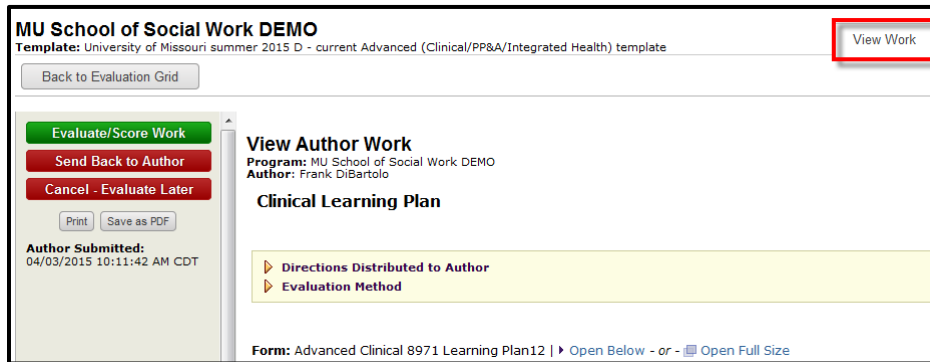 MU School of Social Work DEMO
Template: University of Missouri summer 2015 D - current Advanced (Clinical/PP&A/Integrated Health) template
View Work
Back to Evaluation Grid
Evaluate/Score Work
Send Back to Author
Cancel - Evaluate Later
Print Save as PDF
Author Submitted:
04/03/2015 10:11:42 AM CDT
View Author Work
Program: MU School of Social Work DEMO
Author: Frank DiBartolo
Clinical Learning Plan
Directions Distributed to Author
Evaluation Method
Form: Advanced Clinical 8971 Learning Plan12 | Open Below - or - Open Full Size